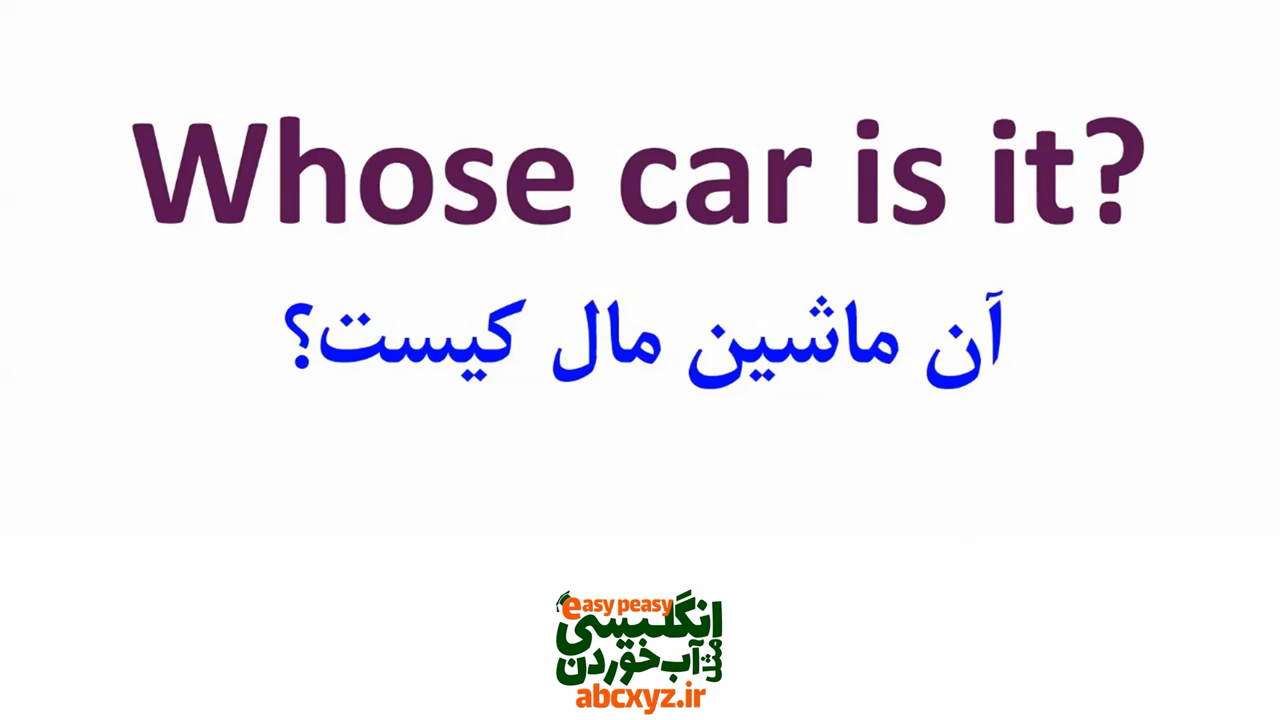 Whose car is it?
آن ماشین مال کیست؟
easy peasy
انگلیسی
مثل آب خوردن
abcxyz.ir